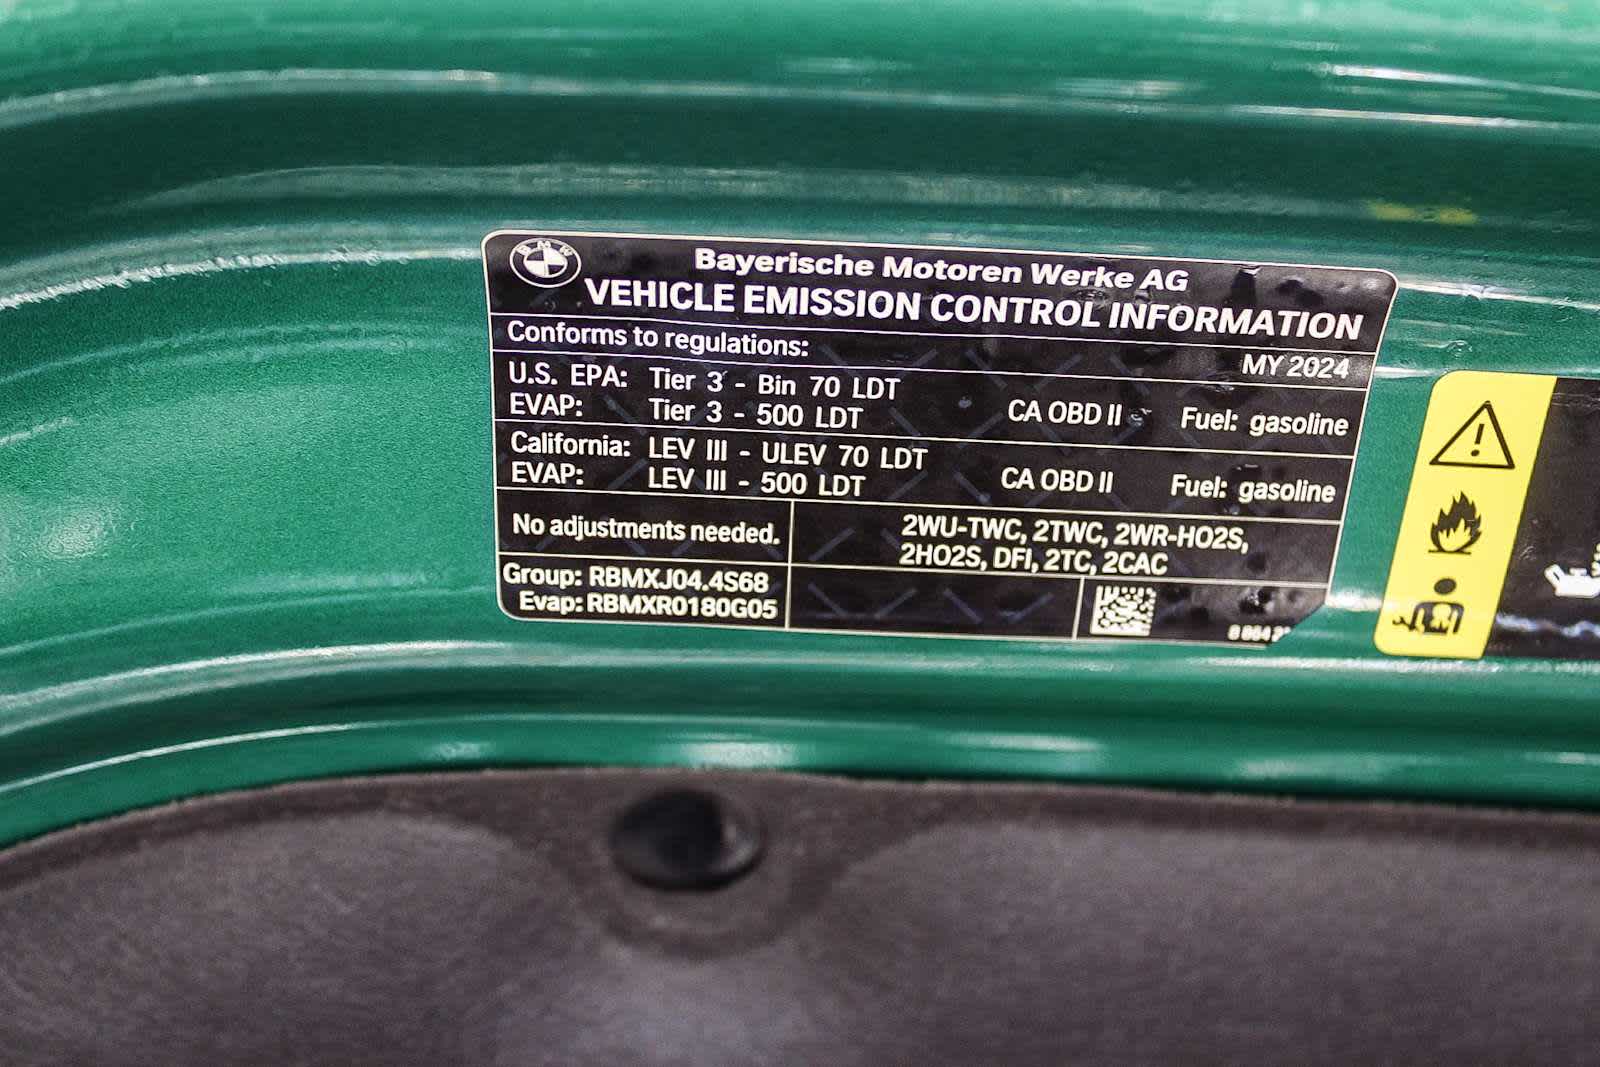 BMW
Bayerische Motoren Werke AG
VEHICLE EMISSION CONTROL INFORMATION
Conforms to regulations:
MY 2024
U.S. EPA: Tier 3 - Bin 70 LDT
EVAP: Tier 3 - 500 LDT CA OBD II Fuel: gasoline
California: LEV III - ULEV 70 LDT
EVAP: LEV III - 500 LDT CA OBD II Fuel: gasoline
No adjustments needed.
2WU-TWC, 2TWC, 2WR-HO2S,
2HO2S, DFI, 2TC, 2CAC
Group: RBMXJ04.4S68
Evap: RBMXR0180G05